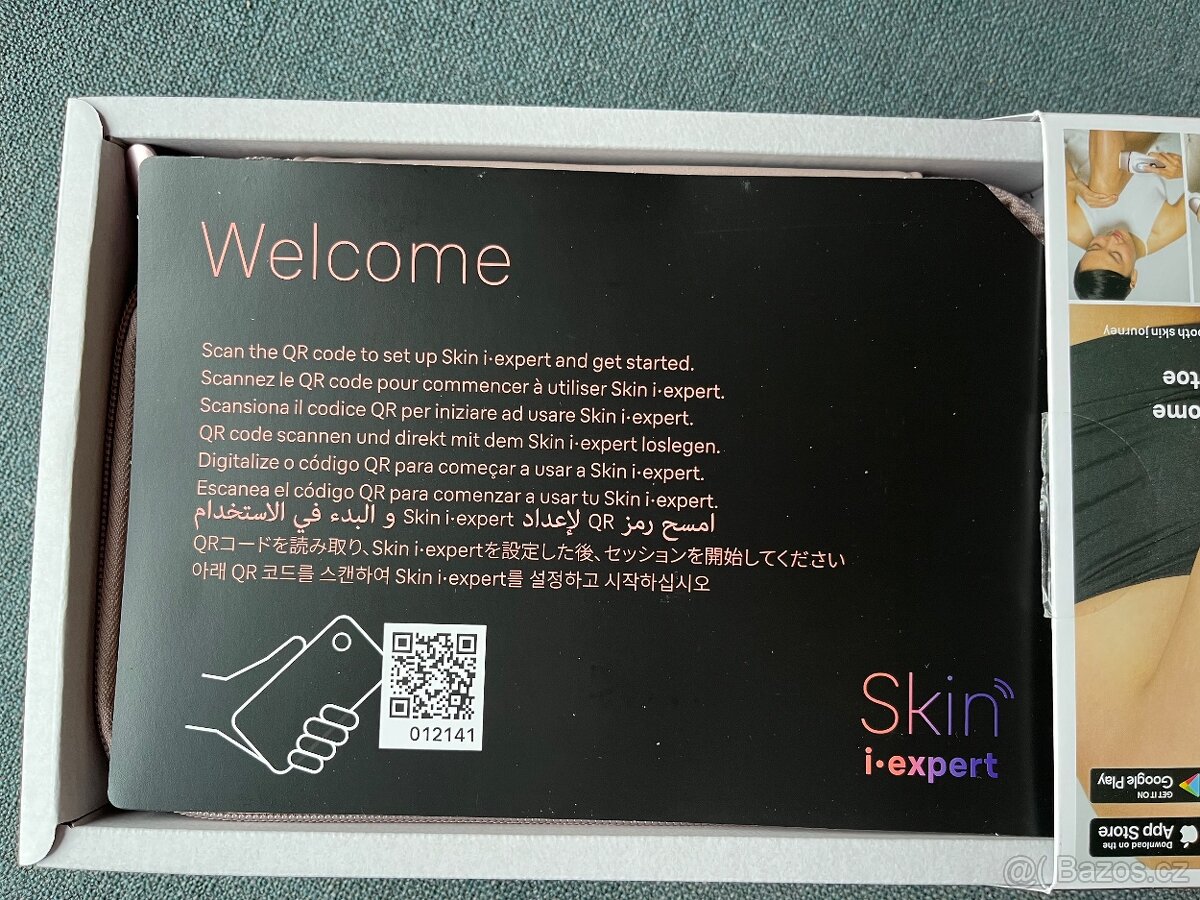 Welcome
Scan the QR code to set up Skin i·expert and get started.
Scannez le QR code pour commencer à utiliser Skin i·expert.
Scansiona il codice QR per iniziare ad usare Skin i·expert.
QR code scannen und direkt mit dem Skin i·expert loslegen.
Digitalize o código QR para começar a usar a Skin i·expert.
Escanea el código QR para comenzar a usar tu Skin i·expert.
امسح رمز QR لإعداد Skin i·expert و البدء في الاستخدام
QRコードを読み取り、Skin i·expertを設定した後、セッションを開始してください
아래 QR 코드를 스캔하여 Skin i·expert를 설정하고 시작하십시오
012141
Skin
i·expert
skin journey
toe
GET IT ON
Google Play
Download on the
App Store
@( Bazos.cz